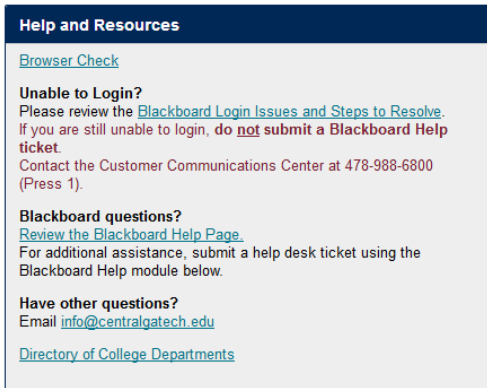 Help and Resources
Browser Check
Unable to Login?
Please review the Blackboard Login Issues and Steps to Resolve.
If you are still unable to login, do not submit a Blackboard Help
ticket.
Contact the Customer Communications Center at 478-988-6800
(Press 1).
Blackboard questions?
Review the Blackboard Help Page.
For additional assistance, submit a help desk ticket using the
Blackboard Help module below.
Have other questions?
Email info@centralgatech.edu
Directory of College Departments